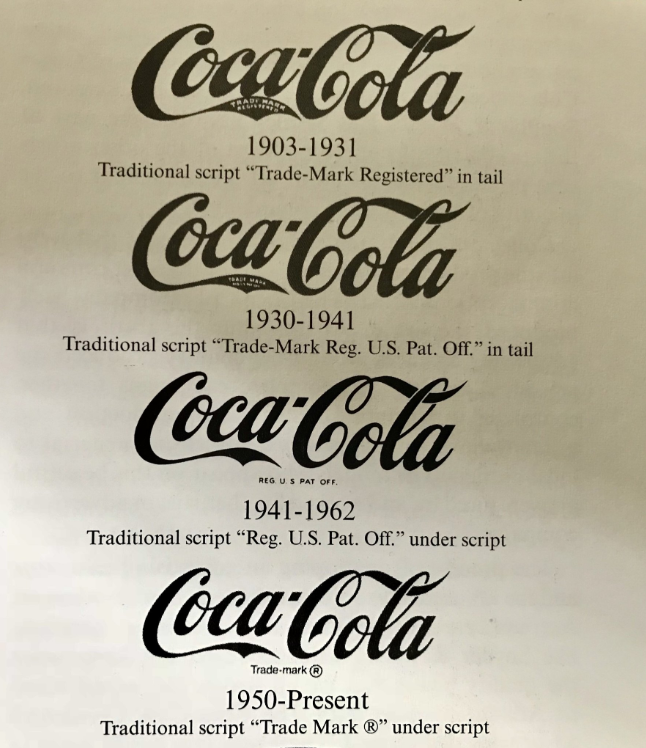 Coca-Cola
TRADE MARK
REGISTERED
1903-1931
Traditional script “Trade-Mark Registered” in tail
Coca-Cola
TRADE MARK
1930-1941
Traditional script “Trade-Mark Reg. U.S. Pat. Off.” in tail
Coca-Cola
REG. U.S PAT OFF.
1941-1962
Traditional script “Reg. U.S. Pat. Off.” under script
Coca-Cola
Trade-mark ®
1950-Present
Traditional script “Trade Mark ®” under script